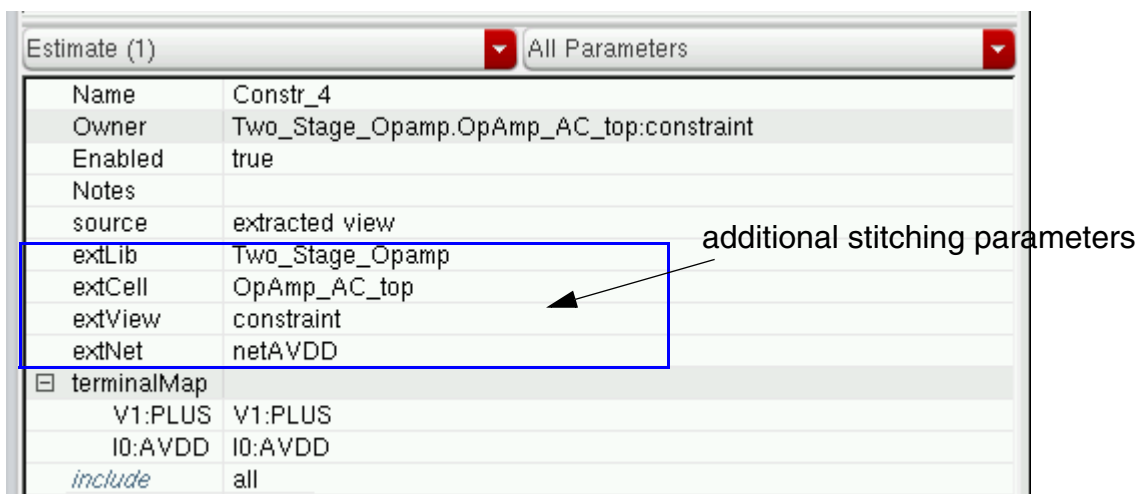 Estimate (1) All Parameters
Name Constr_4
Owner Two_Stage_Opamp.OpAmp_AC_top:constraint
Enabled true
Notes
source extracted view
additional stitching parameters
extLib Two_Stage_Opamp
extCell OpAmp_AC_top
extView constraint
extNet netAVDD
terminalMap
V1:PLUS V1:PLUS
I0:AVDD I0:AVDD
include all